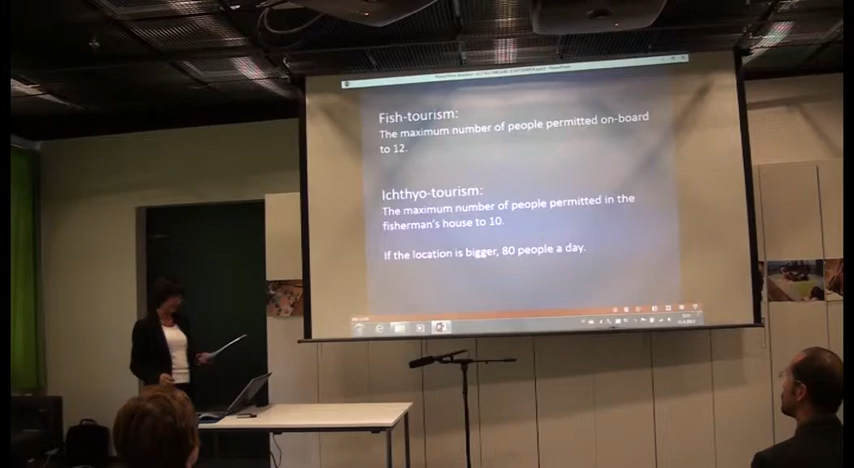 Fish-tourism:
The maximum number of people permitted on-board
to 12.
Ichthyo-tourism:
The maximum number of people permitted in the
fisherman's house to 10.
If the location is bigger, 80 people a day.